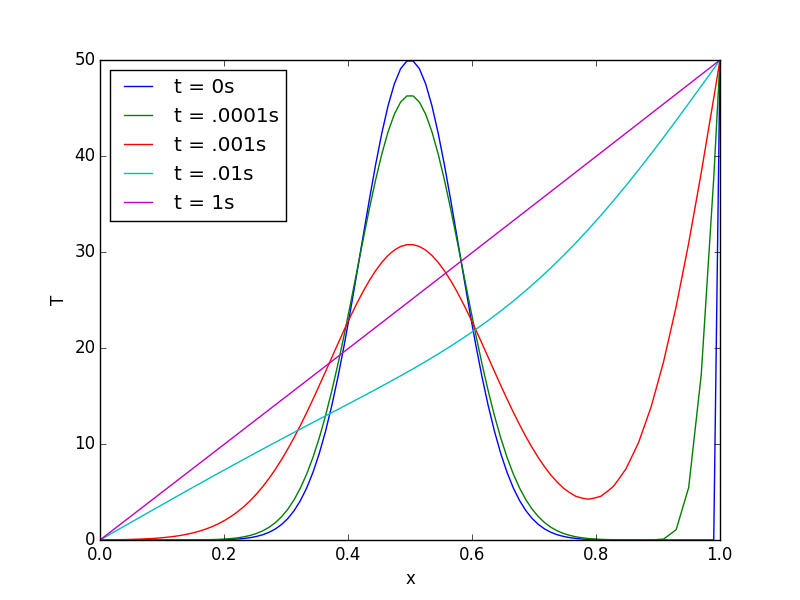 50
40
30
20
10
0
T
t = 0s
t = .0001s
t = .001s
t = .01s
t = 1s
0.0 0.2 0.4 0.6 0.8 1.0
x